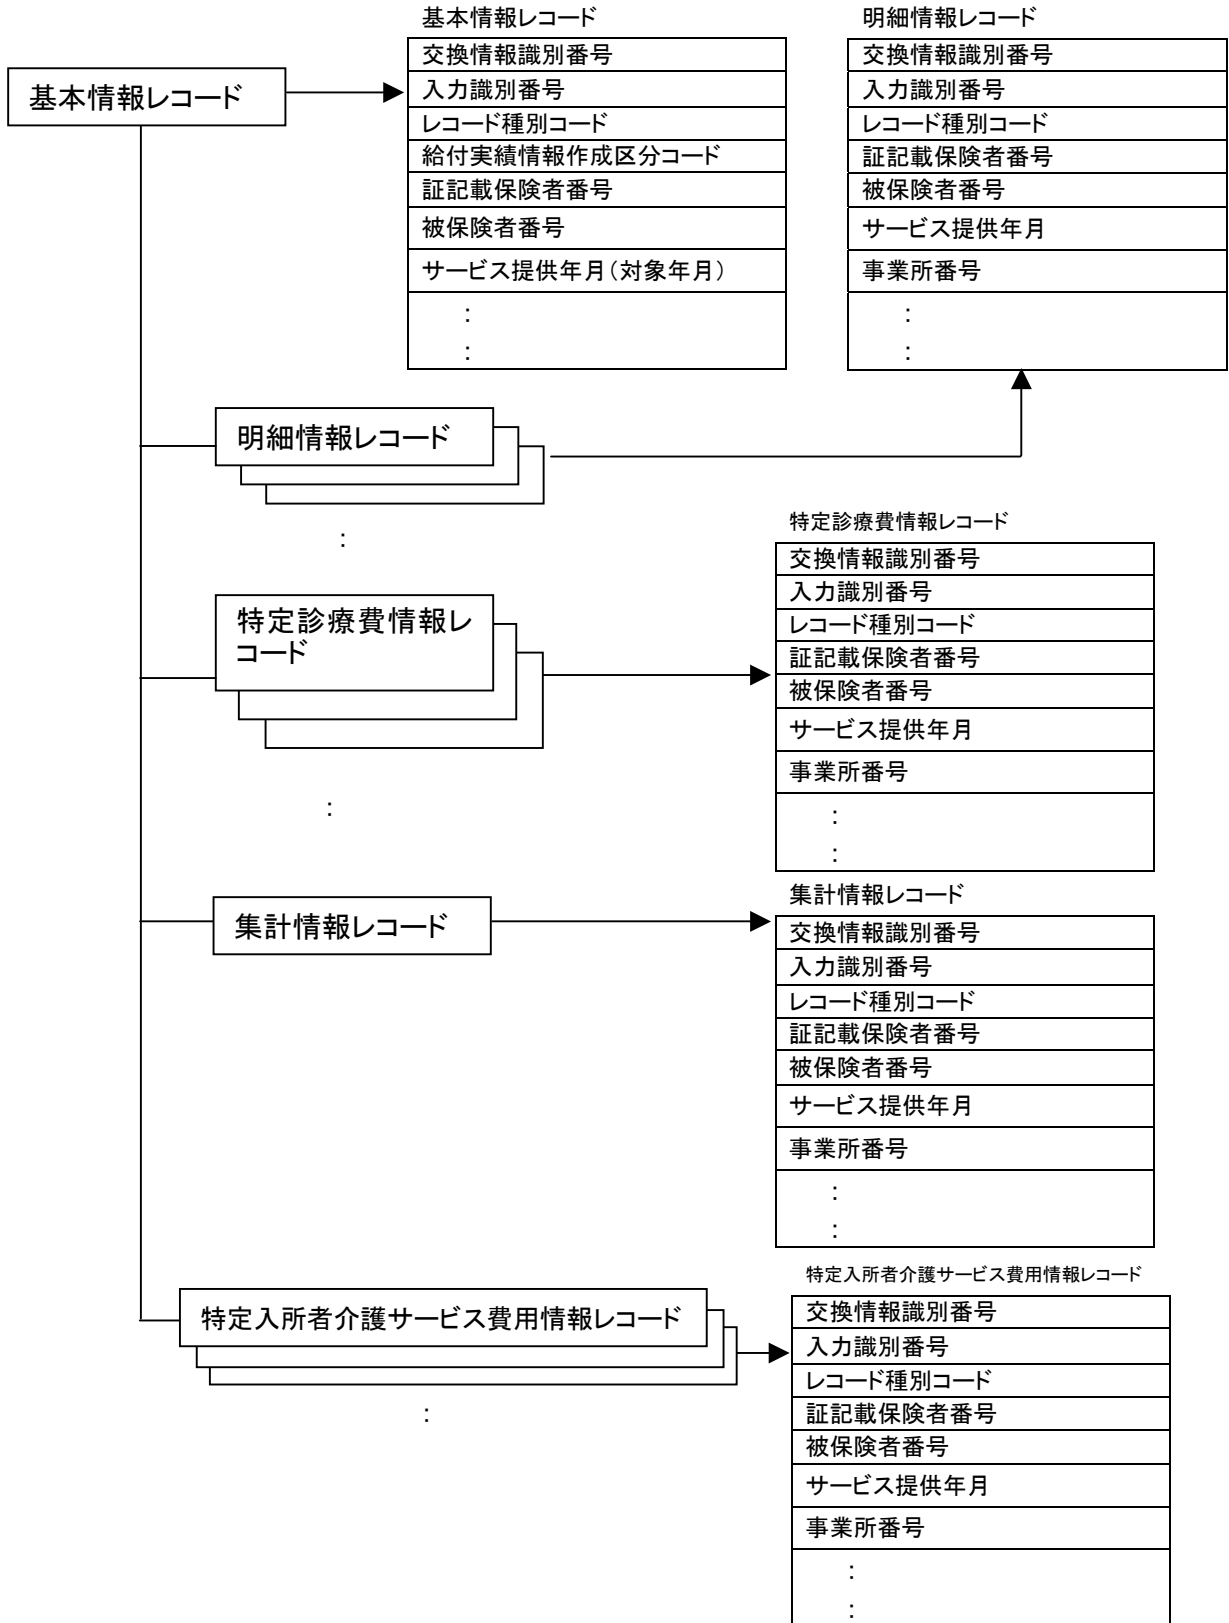 基本情報レコード
基本情報レコード
交換情報識別番号
入力識別番号
レコード種別コード
給付実績情報作成区分コード
証記載保険者番号
被保険者番号
サービス提供年月(対象年月)
:
:
明細情報レコード
交換情報識別番号
入力識別番号
レコード種別コード
証記載保険者番号
被保険者番号
サービス提供年月
事業所番号
:
:
明細情報レコード
:
特定診療費情報レ
コード
:
特定診療費情報レコード
交換情報識別番号
入力識別番号
レコード種別コード
証記載保険者番号
被保険者番号
サービス提供年月
事業所番号
:
:
集計情報レコード
集計情報レコード
交換情報識別番号
入力識別番号
レコード種別コード
証記載保険者番号
被保険者番号
サービス提供年月
事業所番号
:
:
特定入所者介護サービス費用情報レコード
:
特定入所者介護サービス費用情報レコード
交換情報識別番号
入力識別番号
レコード種別コード
証記載保険者番号
被保険者番号
サービス提供年月
事業所番号
:
: